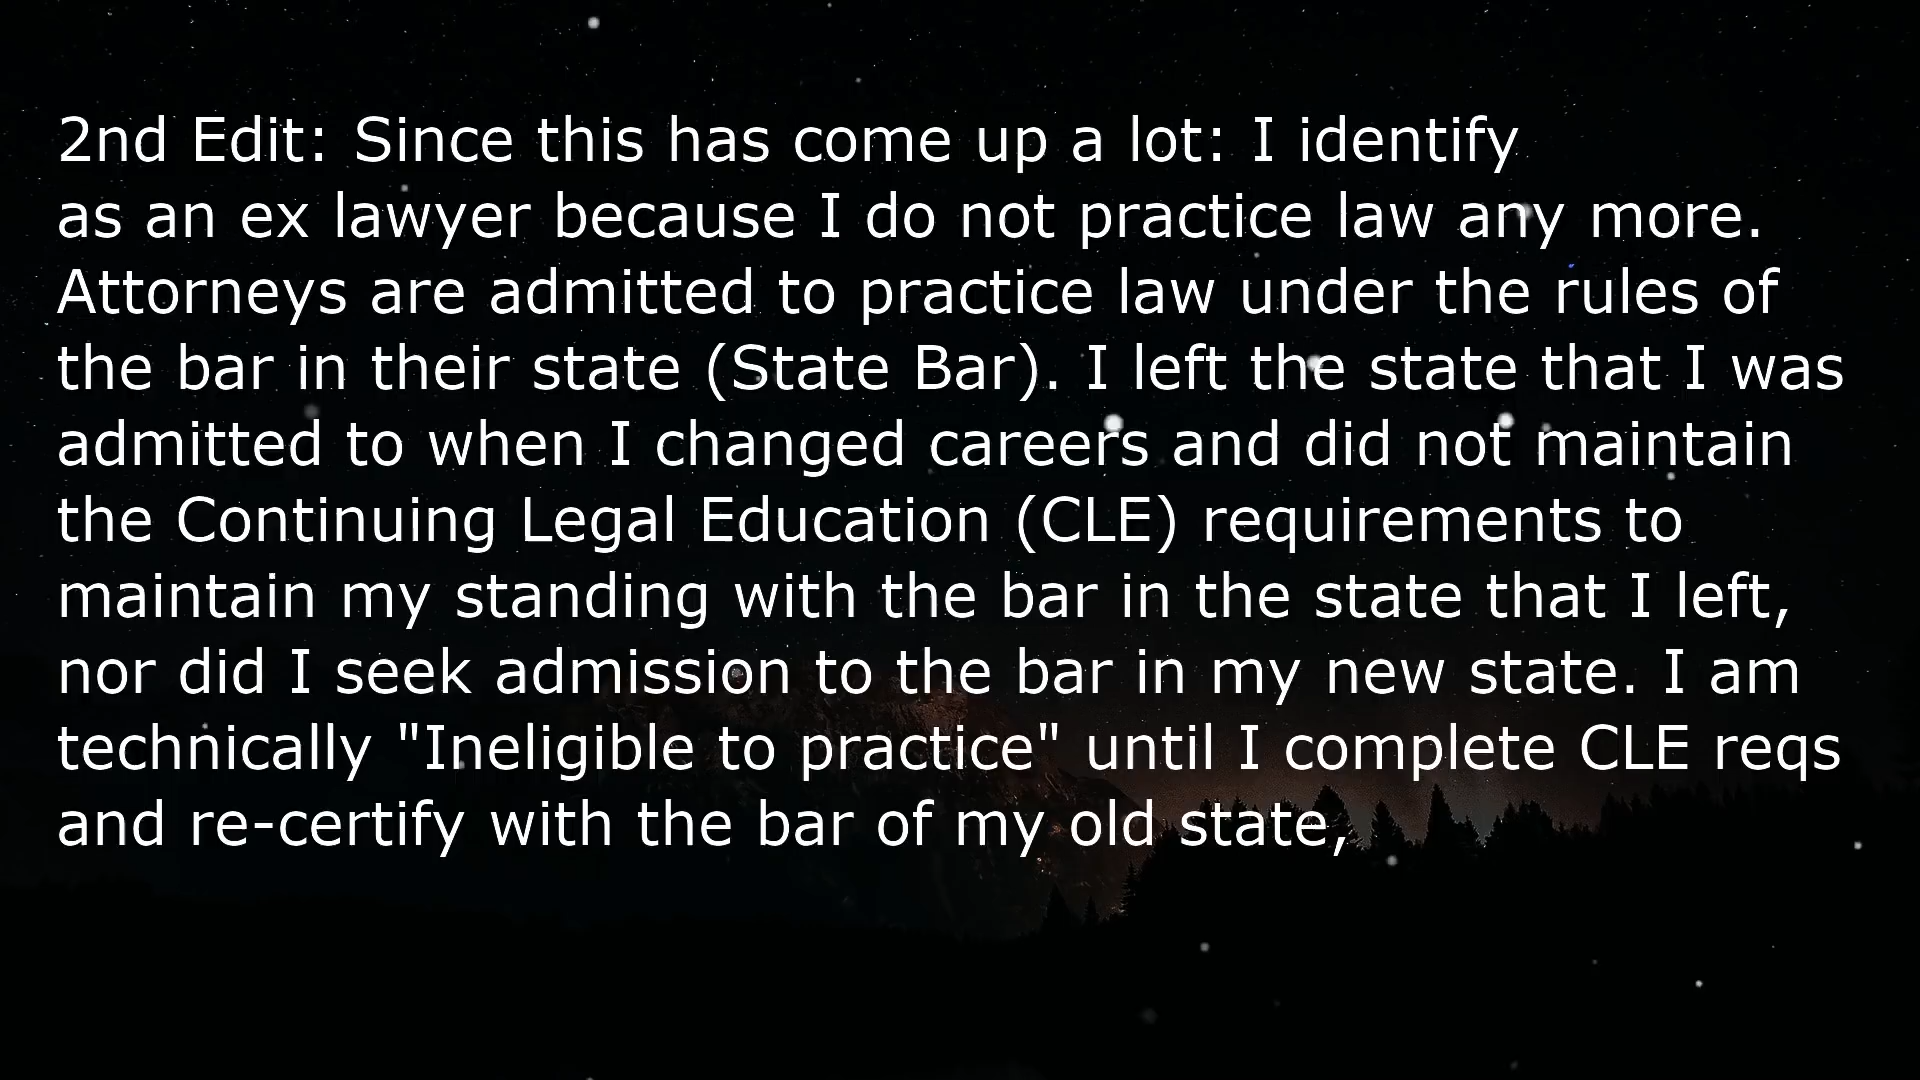 2nd Edit: Since this has come up a lot: I identify
as an ex lawyer because I do not practice law any more.
Attorneys are admitted to practice law under the rules of
the bar in their state (State Bar). I left the state that I was
admitted to when I changed careers and did not maintain
the Continuing Legal Education (CLE) requirements to
maintain my standing with the bar in the state that I left,
nor did I seek admission to the bar in my new state. I am
technically "Ineligible to practice" until I complete CLE reqs
and re-certify with the bar of my old state,